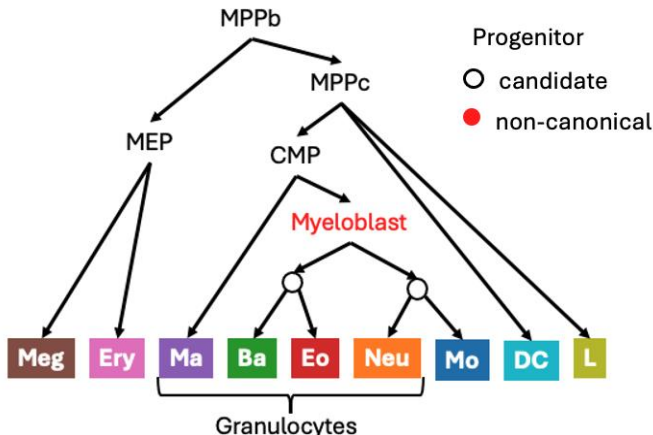 MPPb
Progenitor
candidate
non-canonical
MPPc
MEP
CMP
Myeloblast
Meg Ery Ma Ba Eo Neu Mo DC L
Granulocytes